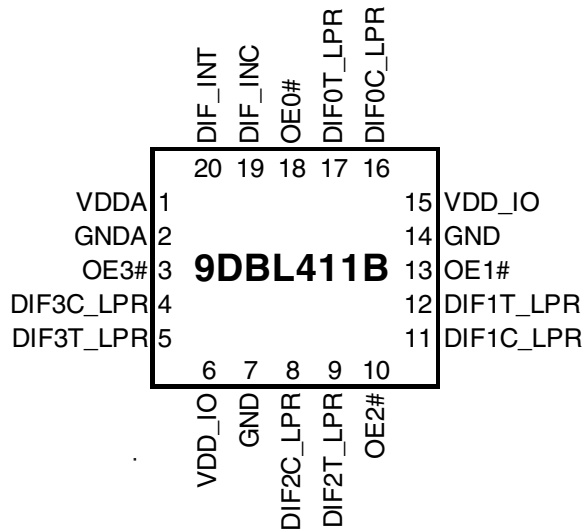 DIF_INT
DIF_INC
OE0#
DIF0T_LPR
DIF0C_LPR
20 19 18 17 16
VDDA 1
15 VDD_IO
GNDA 2
14 GND
OE3# 3
9DBL411B
13 OE1#
DIF3C_LPR 4
12 DIF1T_LPR
DIF3T_LPR 5
11 DIF1C_LPR
6 7 8 9 10
VDD_IO
GND
DIF2C_LPR
DIF2T_LPR
OE2#